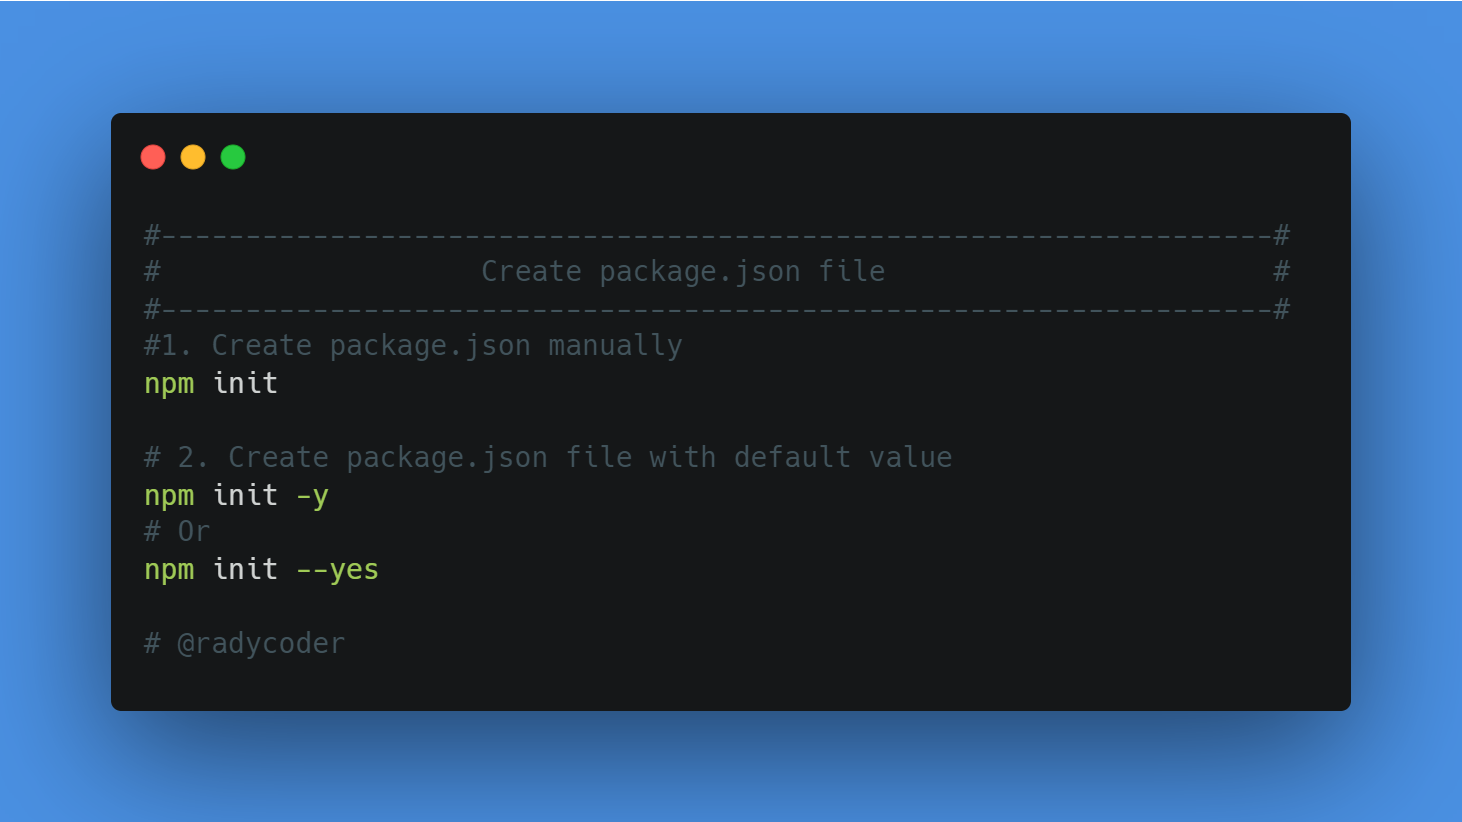 #------------------------------------------------------------------#
# Create package.json file #
#------------------------------------------------------------------#
#1. Create package.json manually
npm init
# 2. Create package.json file with default value
npm init -y
# Or
npm init --yes
# @radycoder